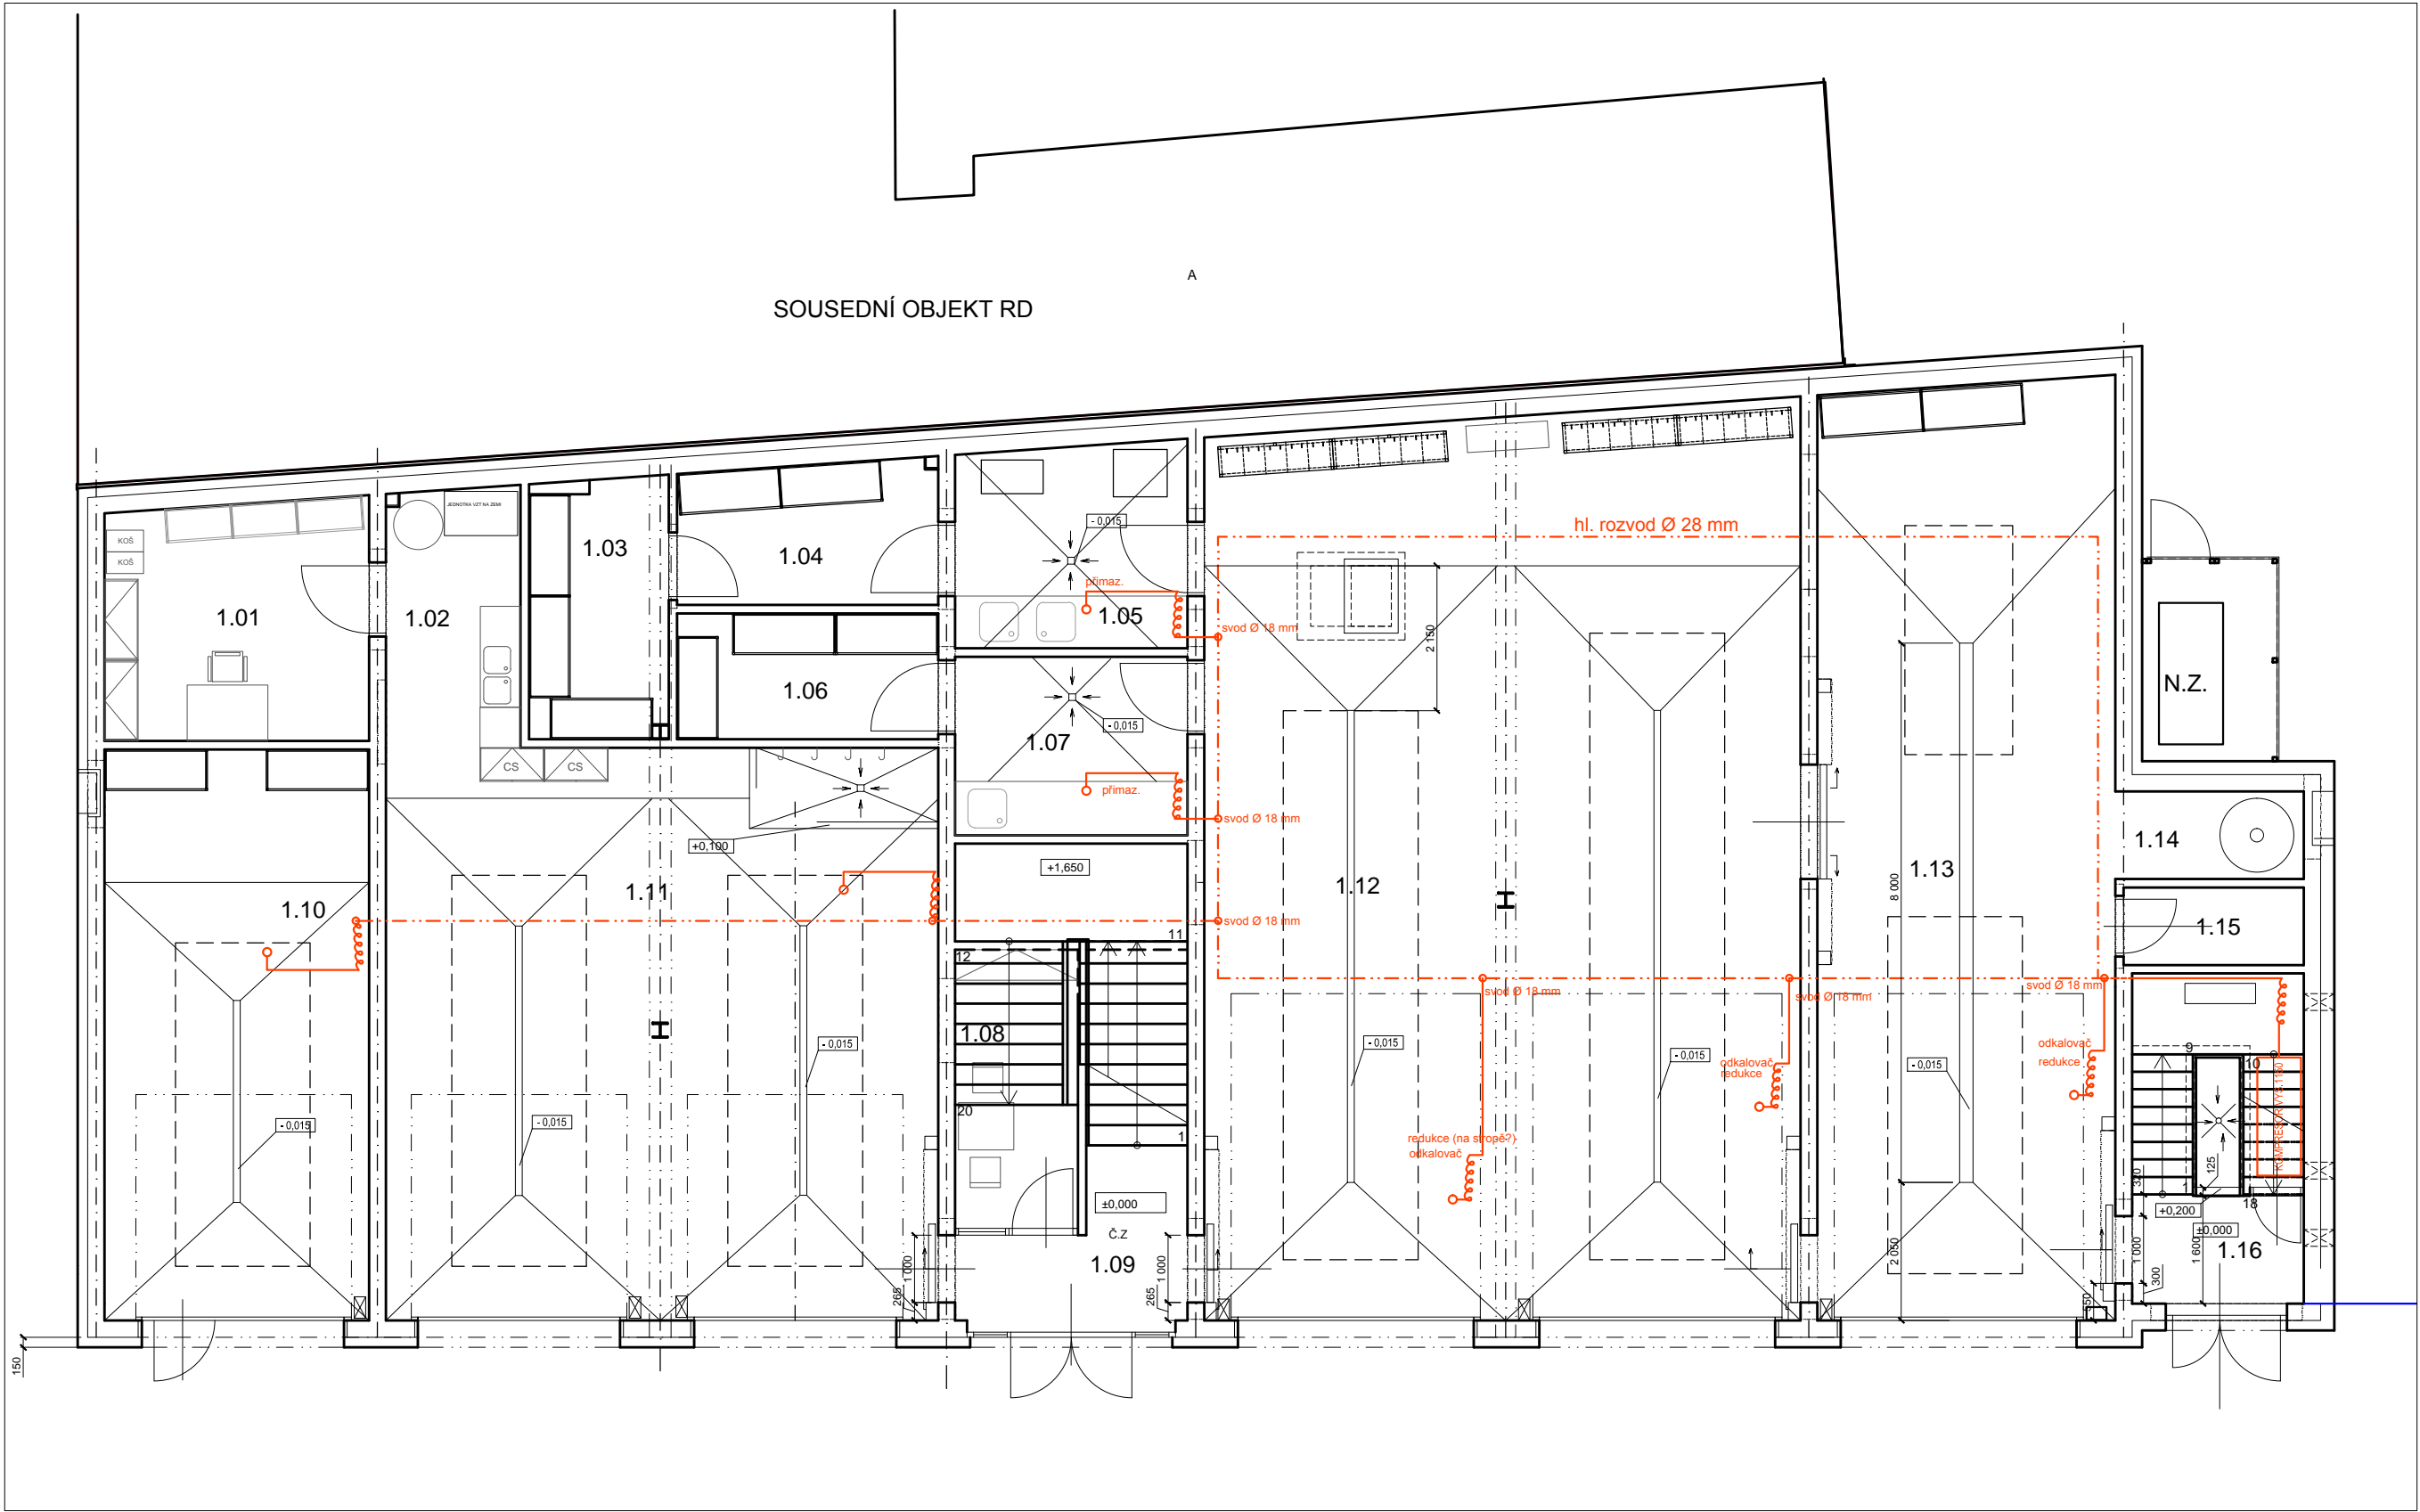 A
SOUSEDNÍ OBJEKT RD
JEDNOTKA VZT NA ZEMI
KOŠ
KOŠ
1.01
1.02
1.03
1.04
1.05
1.06
1.07
- 0,015
- 0,015
přimaz.
přimaz.
svod Ø 18 mm
svod Ø 18 mm
svod Ø 18 mm
hl. rozvod Ø 28 mm
2 150
N.Z.
CS
CS
+0,100
+1,650
1.10
1.11
1.12
1.13
8 000
1.14
1.15
11
12
1.08
20
1
svod Ø 18 mm
svod Ø 18 mm
svod Ø 18 mm
- 0,015
- 0,015
- 0,015
- 0,015
- 0,015
- 0,015
odkalovač
redukce
odkalovač
redukce
redukce (na stropě?)
odkalovač
9
10
KOMPRESOR VÝŠ.1160
125
320
1
18
+0,200
±0,000
1.16
±0,000
Č.Z
1.09
1 000
265
1 000
265
2 050
1 000
1 600
300
350
150